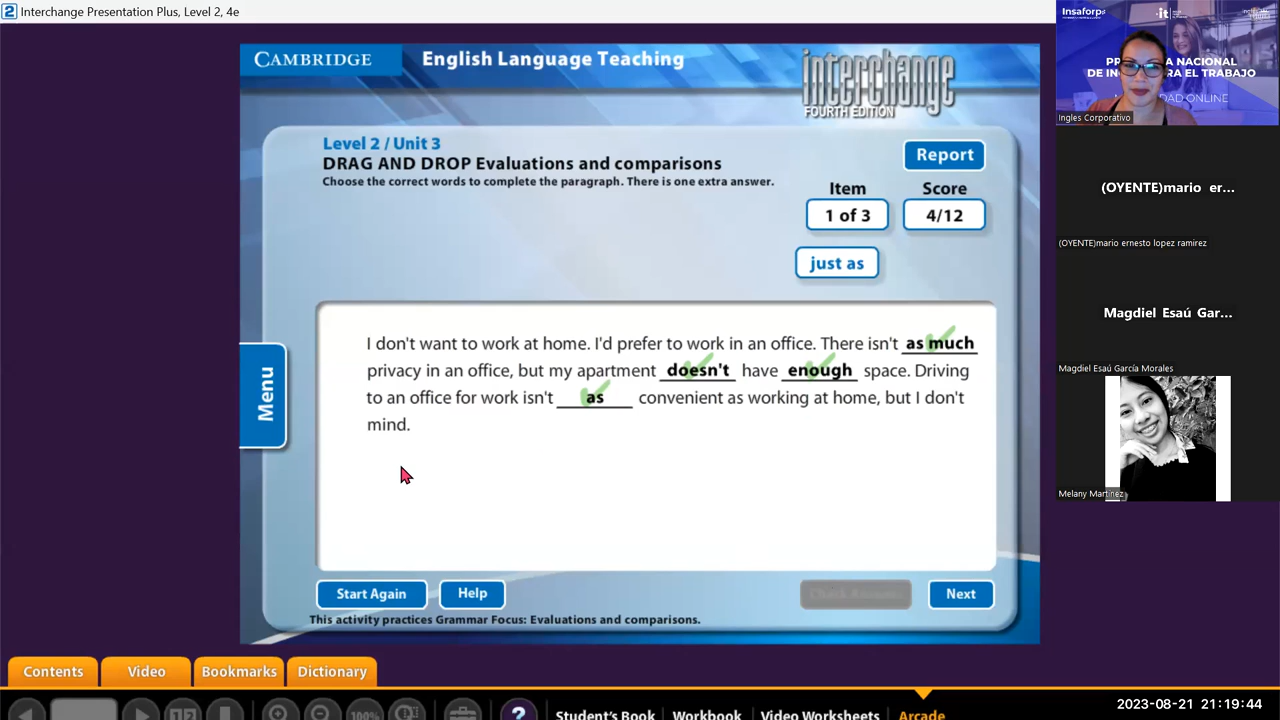 Interchange Presentation Plus, Level 2, 4e
CAMBRIDGE
English Language Teaching
interchange
FOURTH EDITION
Level 2 / Unit 3
DRAG AND DROP Evaluations and comparisons
Choose the correct words to complete the paragraph. There is one extra answer.
Report
Item
Score
1 of 3
4/12
just as
I don't want to work at home. I'd prefer to work in an office. There isn't as much
privacy in an office, but my apartment doesn't have enough space. Driving
to an office for work isn't as convenient as working at home, but I don't
mind.
Menu
Start Again
Help
Next
This activity practices Grammar Focus: Evaluations and comparisons.
Contents
Video
Bookmarks
Dictionary
100%
?
Student's Book
Workbook
Video Worksheets
Arcade
Insaforp
Ingles Corporativo
(OYENTE)mario er...
(OYENTE)mario ernesto lopez ramirez
Magdiel Esaú Gar...
Magdiel Esaú García Morales
Melany Martínez
2023-08-21 21:19:44